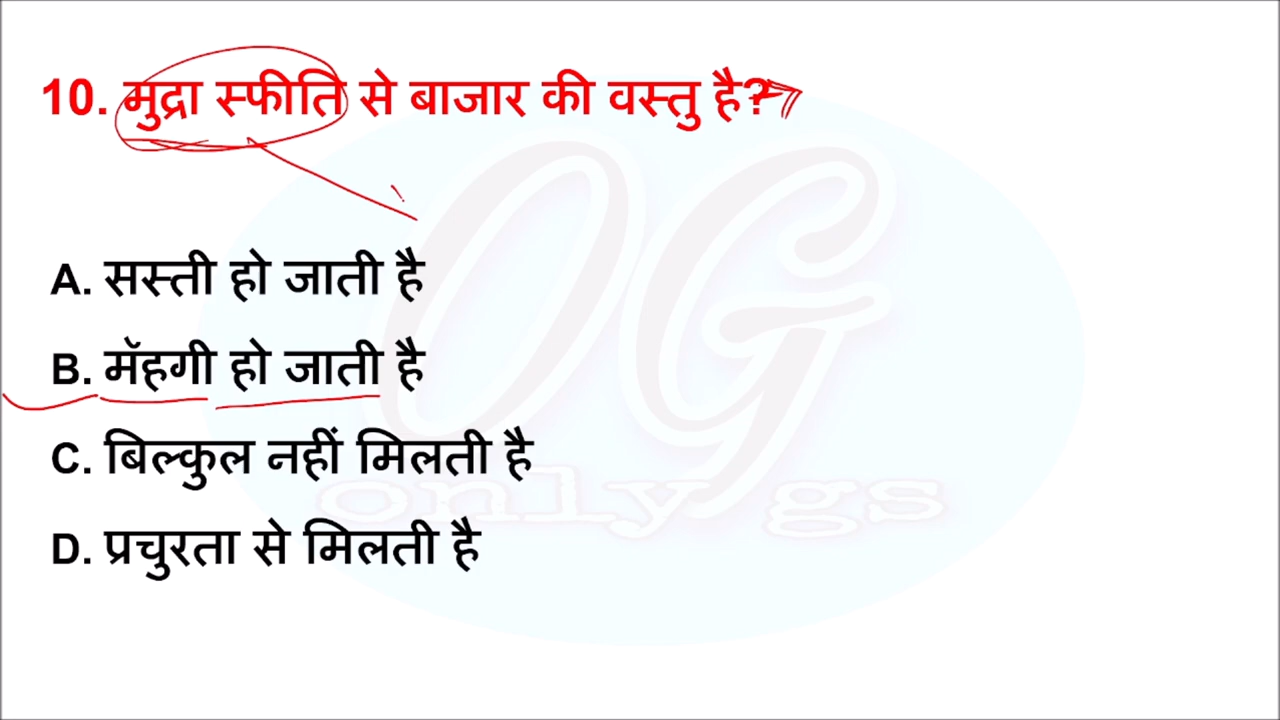 10. मुद्रा स्फीति से बाजार की वस्तु है?
A. सस्ती हो जाती है
B. मॅहगी हो जाती है
C. बिल्कुल नहीं मिलती है
D. प्रचुरता से मिलती है
OG
only gs